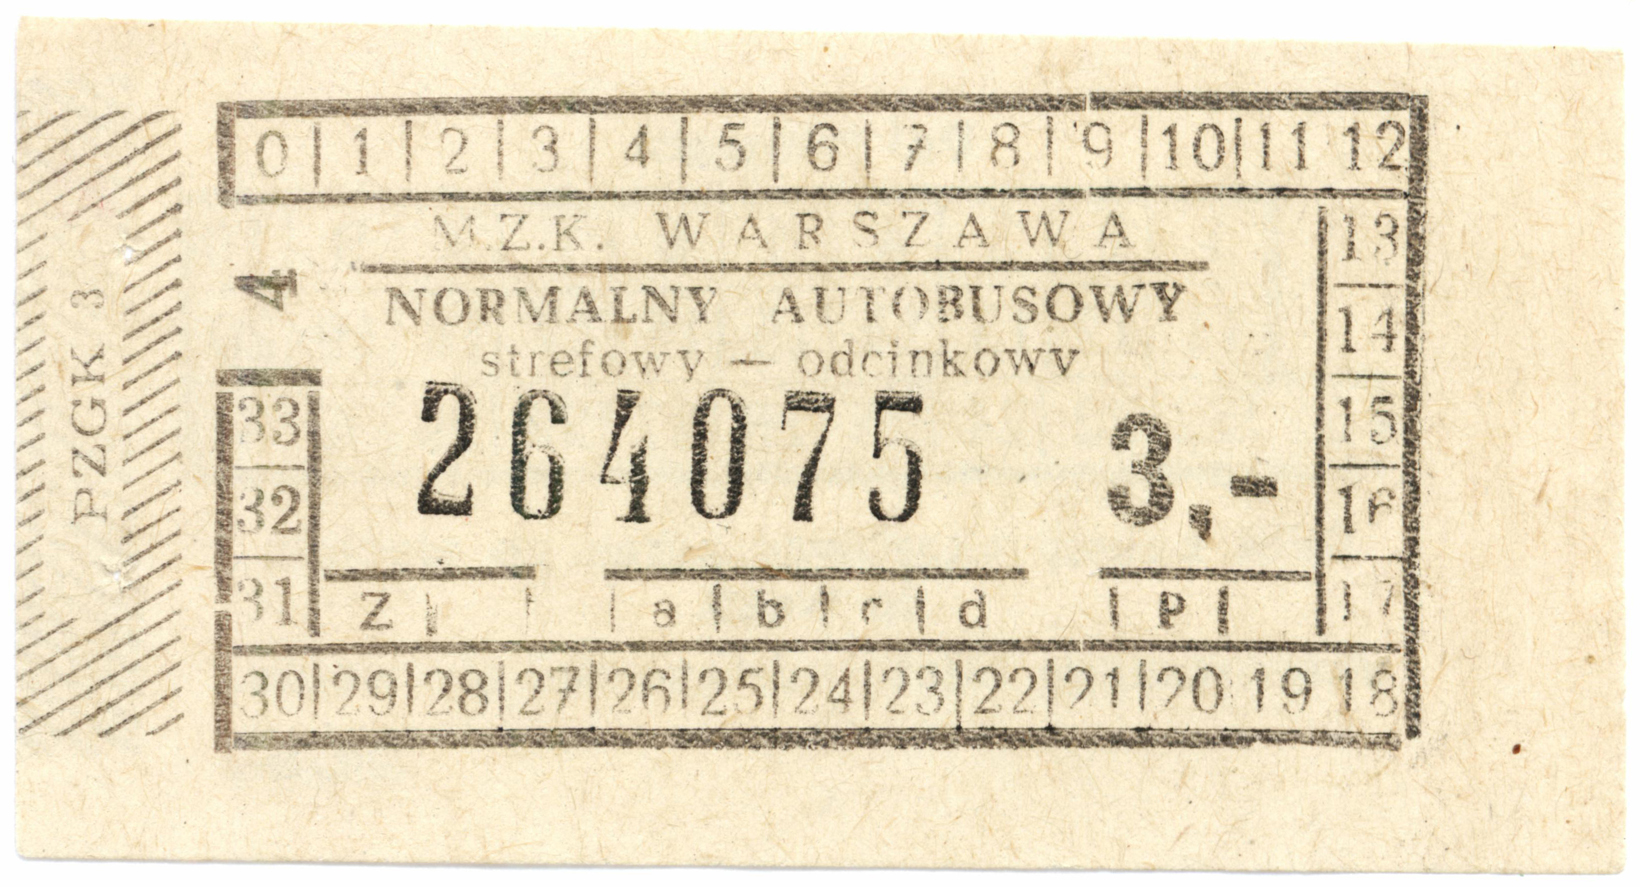 PZGK 3
0 | 1 | 2 | 3 | 4 | 5 | 6 | 7 | 8 | 9 | 10 | 11 12
M.Z.K. WARSZAWA
4
NORMALNY AUTOBUSOWY
strefowy — odcinkowy
264075 3,-
13
14
15
16
17
33
32
31
Z | | | a | b | c | d | P |
30 | 29 | 28 | 27 | 26 | 25 | 24 | 23 | 22 | 21 | 20 19 18